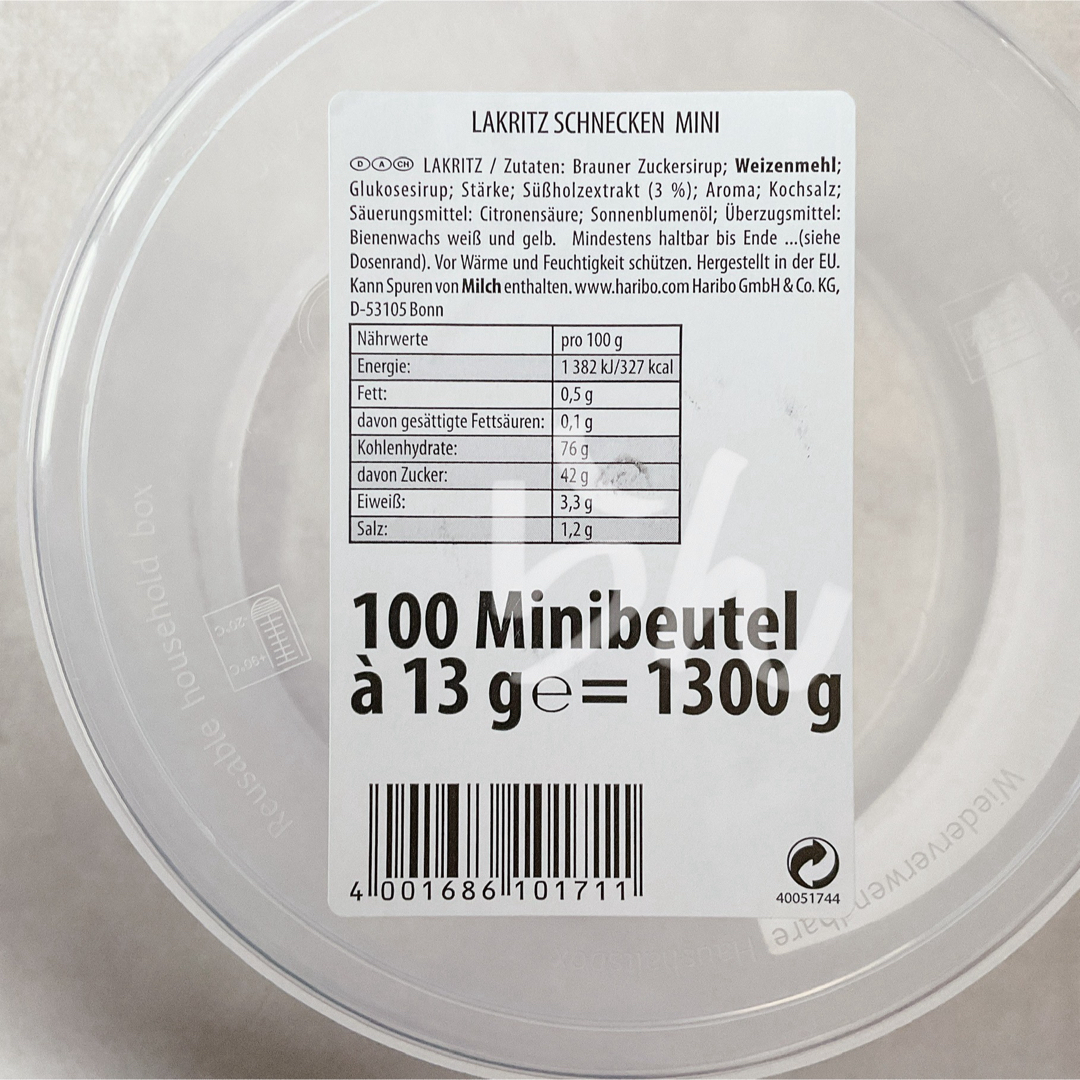 LAKRITZ SCHNECKEN MINI
D A CH LAKRITZ / Zutaten: Brauner Zuckersirup; Weizenmehl;
Glukosesirup; Stärke; Süßholzextrakt (3 %); Aroma; Kochsalz;
Säuerungsmittel: Citronensäure; Sonnenblumenöl; Überzugsmittel:
Bienenwachs weiß und gelb. Mindestens haltbar bis Ende ...(siehe
Dosenrand). Vor Wärme und Feuchtigkeit schützen. Hergestellt in der EU.
Kann Spuren von Milch enthalten. www.haribo.com Haribo GmbH & Co. KG,
D-53105 Bonn
Nährwerte pro 100 g
Energie: 1 382 kJ/327 kcal
Fett: 0,5 g
davon gesättigte Fettsäuren: 0,1 g
Kohlenhydrate: 76 g
davon Zucker: 42 g
Eiweiß: 3,3 g
Salz: 1,2 g
100 Minibeutel
à 13 g e = 1300 g
4 001686 101711
40051744
Reusable household box
-20°C
+90°C
Wiederverwendbare Haushaltsbox
bh